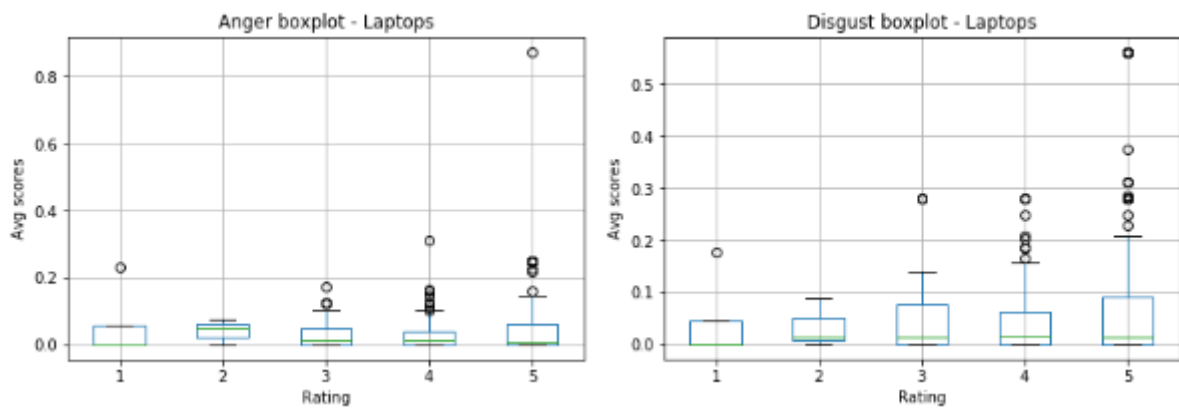 Anger boxplot - Laptops
Avg scores
0.8
0.6
0.4
0.2
0.0
1 2 3 4 5
Rating
Disgust boxplot - Laptops
Avg scores
0.5
0.4
0.3
0.2
0.1
0.0
1 2 3 4 5
Rating